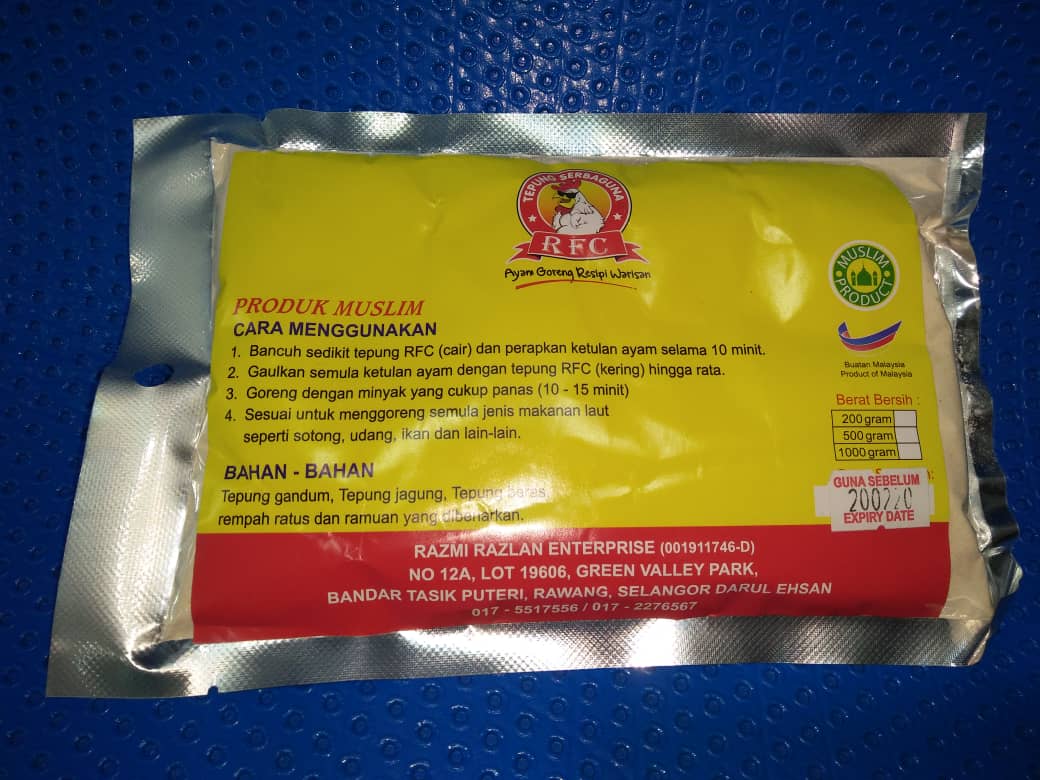 TEPUNG SERBAGUNA
RFC
Ayam Goreng Resipi Warisan
MUSLIM PRODUCT
PRODUK MUSLIM
CARA MENGGUNAKAN
1. Bancuh sedikit tepung RFC (cair) dan perapkan ketulan ayam selama 10 minit.
2. Gaulkan semula ketulan ayam dengan tepung RFC (kering) hingga rata.
3. Goreng dengan minyak yang cukup panas (10 - 15 minit)
4. Sesuai untuk menggoreng semula jenis makanan laut
seperti sotong, udang, ikan dan lain-lain.
Buatan Malaysia
Product of Malaysia
Berat Bersih :
200 gram
500 gram
1000 gram
BAHAN - BAHAN
Tepung gandum, Tepung jagung, Tepung beras,
rempah ratus dan ramuan yang dibenarkan.
GUNA SEBELUM
200220
EXPIRY DATE
RAZMI RAZLAN ENTERPRISE (001911746-D)
NO 12A, LOT 19606, GREEN VALLEY PARK,
BANDAR TASIK PUTERI, RAWANG, SELANGOR DARUL EHSAN
017 - 5517556 / 017 - 2276567